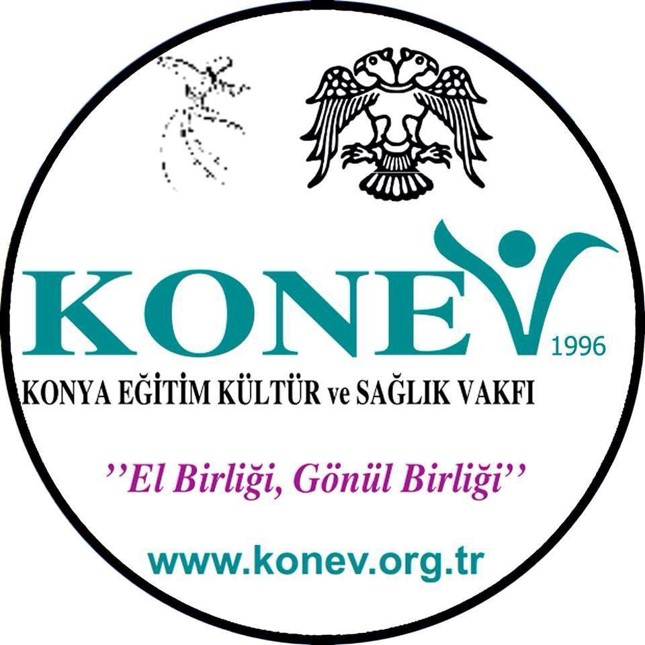 KONEV
1996
KONYA EĞİTİM KÜLTÜR ve SAĞLIK VAKFI
’’El Birliği, Gönül Birliği’’
www.konev.org.tr